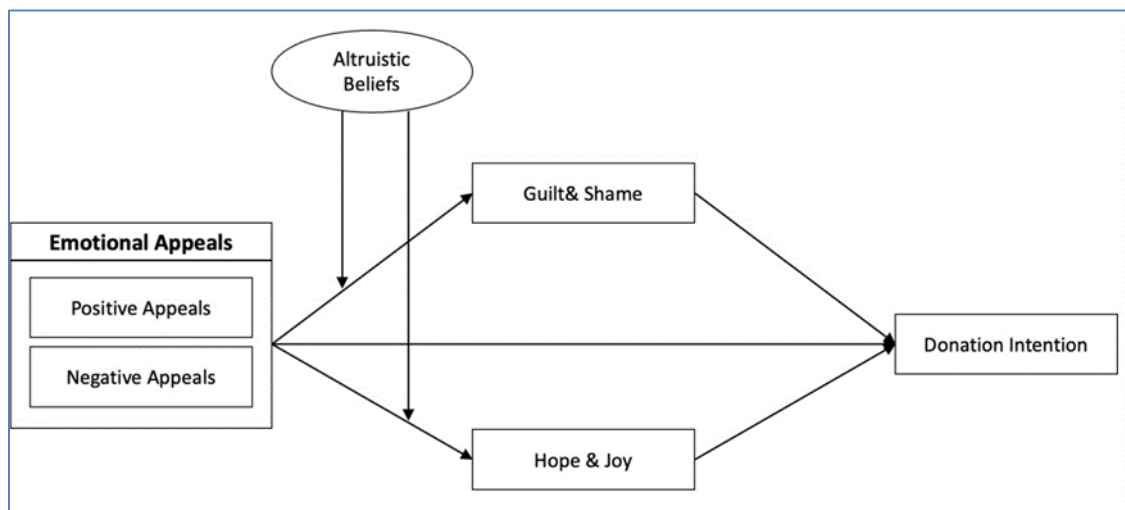 Altruistic
Beliefs
Guilt& Shame
Emotional Appeals
Positive Appeals
Negative Appeals
Donation Intention
Hope & Joy